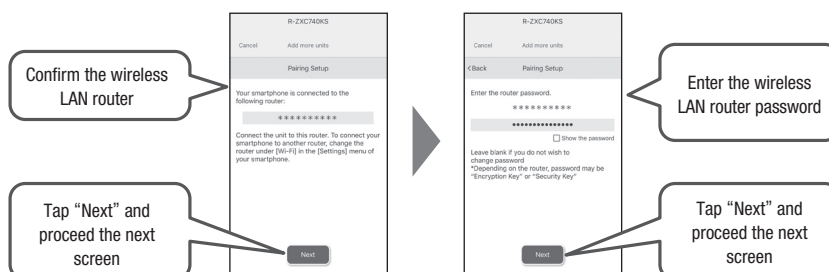 Confirm the wireless
LAN router
Tap “Next” and
proceed the next
screen
R-ZXC740KS
Cancel Add more units
Pairing Setup
Your smartphone is connected to the
following router:
**********
Connect the unit to this router. To connect your
smartphone to another router, change the
router under [Wi-Fi] in the [Settings] menu of
your smartphone.
Next
R-ZXC740KS
Cancel Add more units
<Back Pairing Setup
Enter the router password.
**********
•••••••••••••••
Show the password
Leave blank if you do not wish to
change password
*Depending on the router, password may be
"Encryption Key" or "Security Key"
Next
Enter the wireless
LAN router password
Tap “Next” and
proceed the next
screen